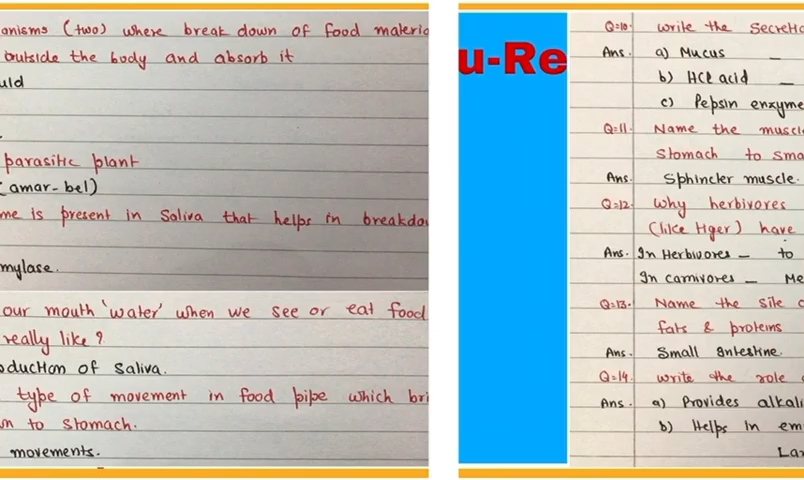 anisms (two) where break down of food materia
outside the body and absorb it
uld
parasitic plant
(amar-bel)
me is present in Saliva that helps in breakdo
mylase.
our mouth 'water' when we see or eat food
really like?
oduction of Saliva.
type of movement in food pipe which bri
n to stomach.
movements.
u-Re
Q=10. write the Secreti
Ans. a) Mucus _
b) HCl acid _
c) Pepsin enzyme
Q=11. Name the muscl
Stomach to sma
Ans. Sphincter muscle.
Q=12. why herbivores
(like tiger) have
Ans. In Herbivores - to
In carnivores - Me
Q=13. Name the site o
fats & proteins
Ans. Small intestine.
Q=14. write the role o
Ans. a) Provides alkali
b) Helps in em
Lar